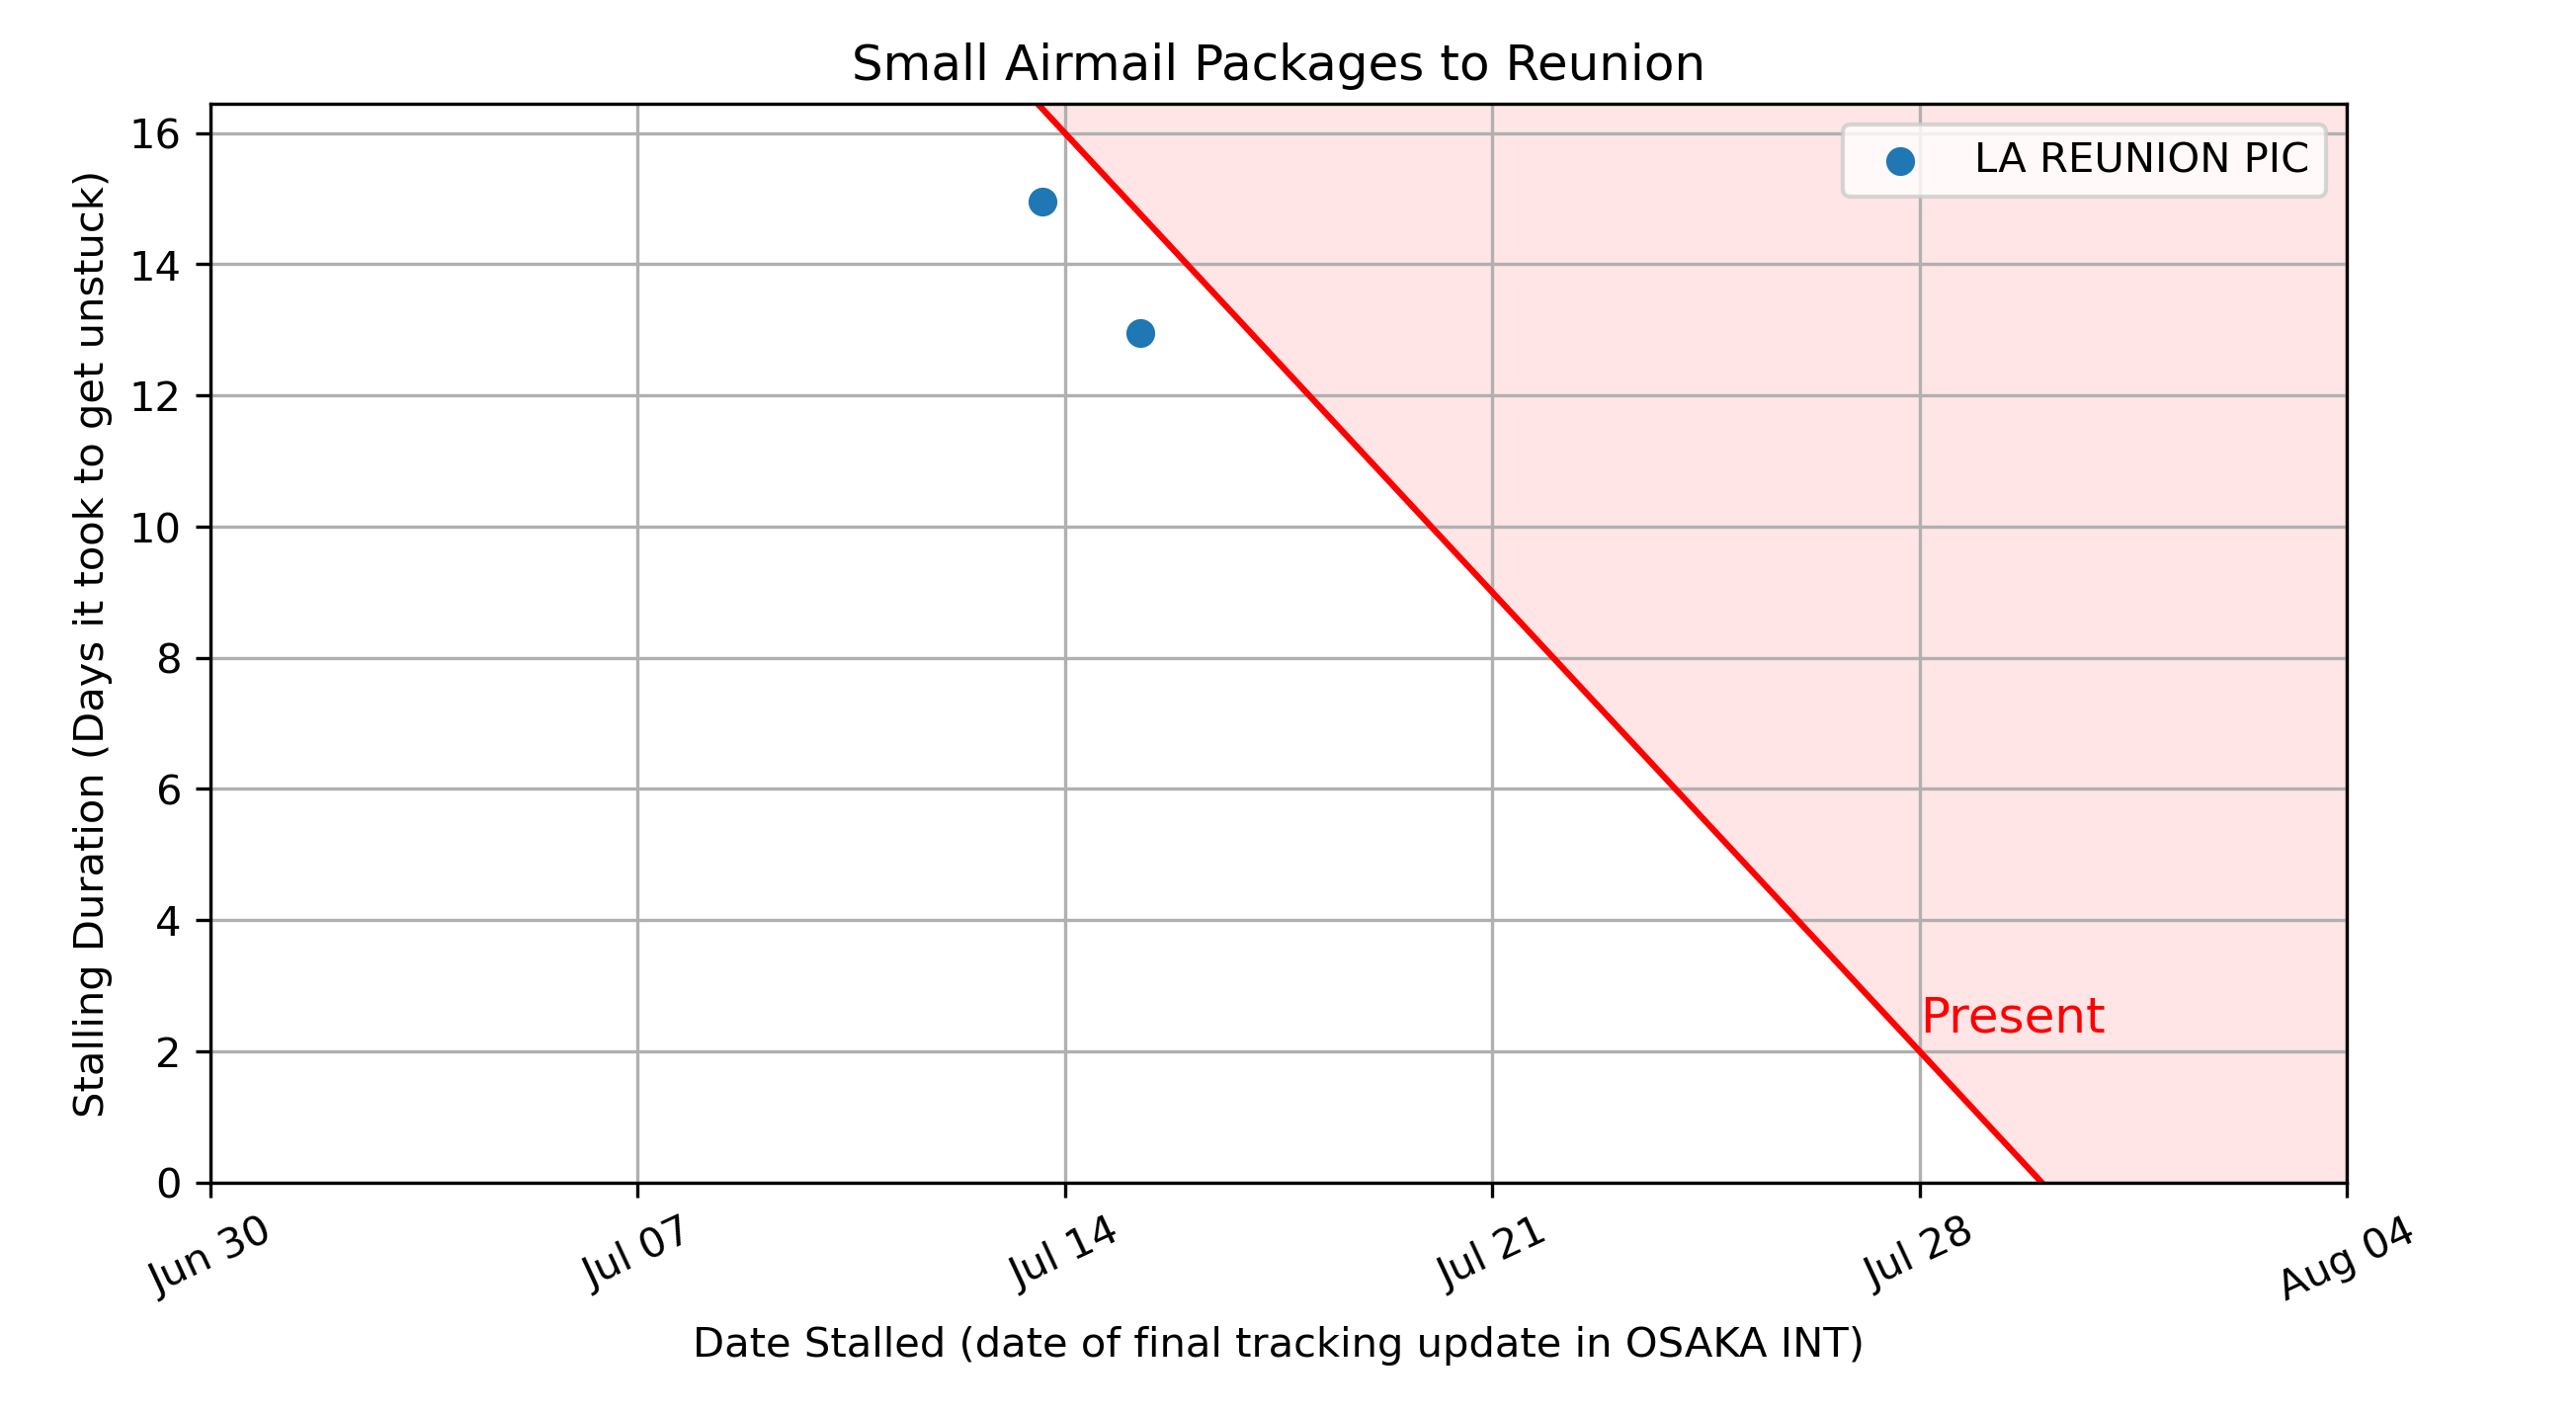 Small Airmail Packages to Reunion
LA REUNION PIC
Stalling Duration (Days it took to get unstuck)
16
14
12
10
8
6
4
2
0
Present
Jun 30
Jul 07
Jul 14
Jul 21
Jul 28
Aug 04
Date Stalled (date of final tracking update in OSAKA INT)